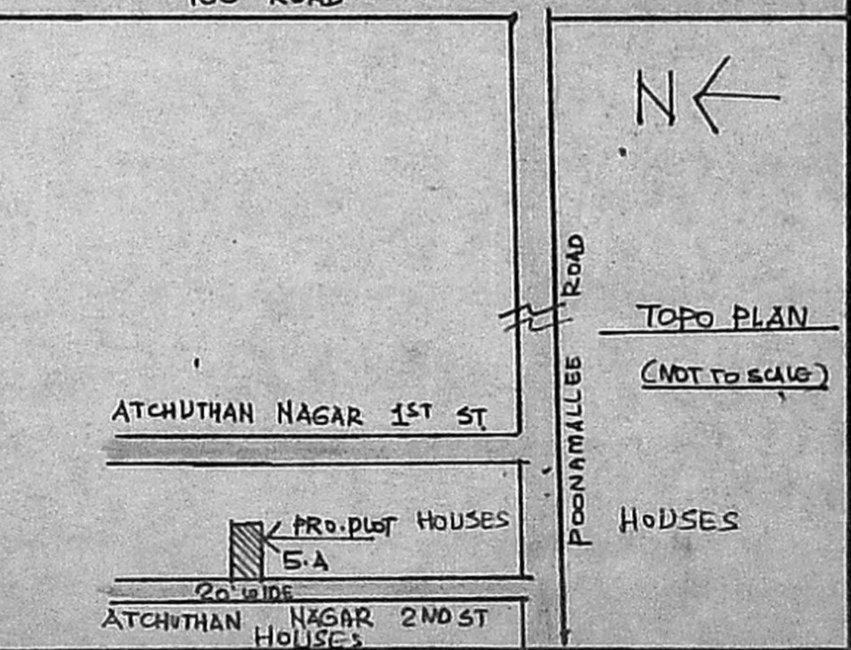 ROAD
N
POONAMALLEE ROAD
TOPO PLAN
(NOT TO SCALE)
ATCHUTHAN NAGAR 1ST ST
PRO.PLOT HOUSES
5.A
HOUSES
20' WIDE
ATCHUTHAN NAGAR 2ND ST
HOUSES